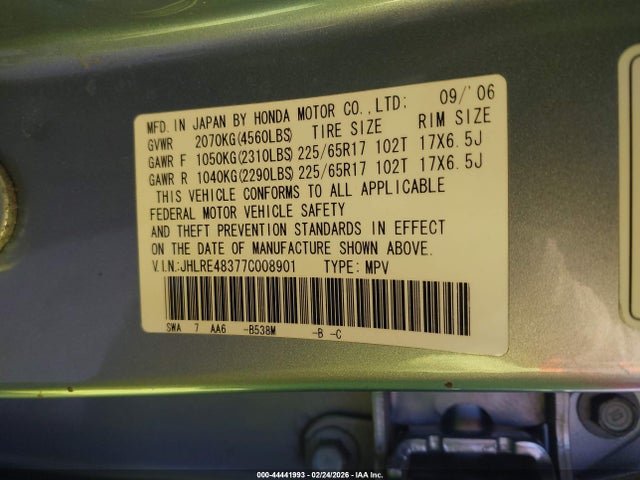 MFD. IN JAPAN BY HONDA MOTOR CO., LTD: 09/'06
GVWR 2070KG(4560LBS) TIRE SIZE RIM SIZE
GAWR F 1050KG(2310LBS) 225/65R17 102T 17X6.5J
GAWR R 1040KG(2290LBS) 225/65R17 102T 17X6.5J
THIS VEHICLE CONFORMS TO ALL APPLICABLE
FEDERAL MOTOR VEHICLE SAFETY
AND THEFT PREVENTION STANDARDS IN EFFECT
ON THE DATE OF MANUFACTURE SHOWN ABOVE.
V.I.N.:JHLRE48377C008901 TYPE: MPV
SWA 7 AA6 -B538M -B -C
000-44441993 - 02/24/2026 - IAA Inc.